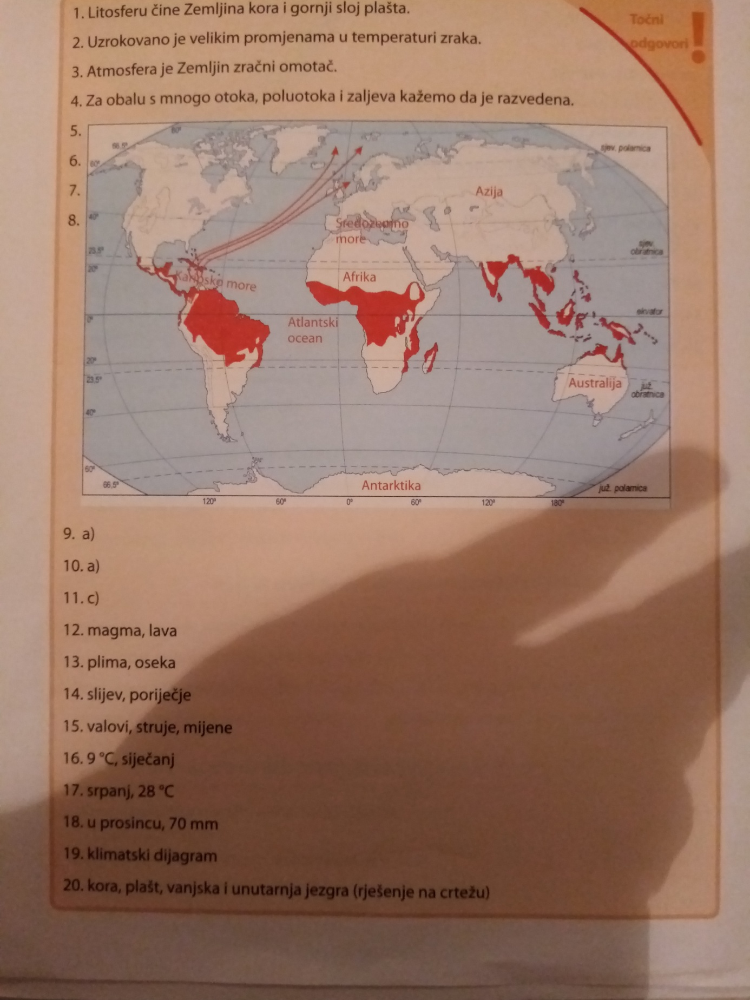 1. Litosferu čine Zemljina kora i gornji sloj plašta.
Točni
odgovori
!
2. Uzrokovano je velikim promjenama u temperaturi zraka.
3. Atmosfera je Zemljin zračni omotač.
4. Za obalu s mnogo otoka, poluotoka i zaljeva kažemo da je razvedena.
5.
6.
7.
8.
80°
66,5°
sjev. polarnica
60°
Azija
40°
Sredozemno
more
23,5°
sjev.
obratnica
20°
Karipsko more
Afrika
ekvator
0°
Atlantski
ocean
20°
23,5°
Australija
juž.
obratnica
40°
60°
66,5°
Antarktika
juž. polarnica
120° 60° 0° 60° 120° 180°
9. a)
10. a)
11. c)
12. magma, lava
13. plima, oseka
14. slijev, poriječje
15. valovi, struje, mijene
16. 9 °C, siječanj
17. srpanj, 28 °C
18. u prosincu, 70 mm
19. klimatski dijagram
20. kora, plašt, vanjska i unutarnja jezgra (rješenje na crtežu)